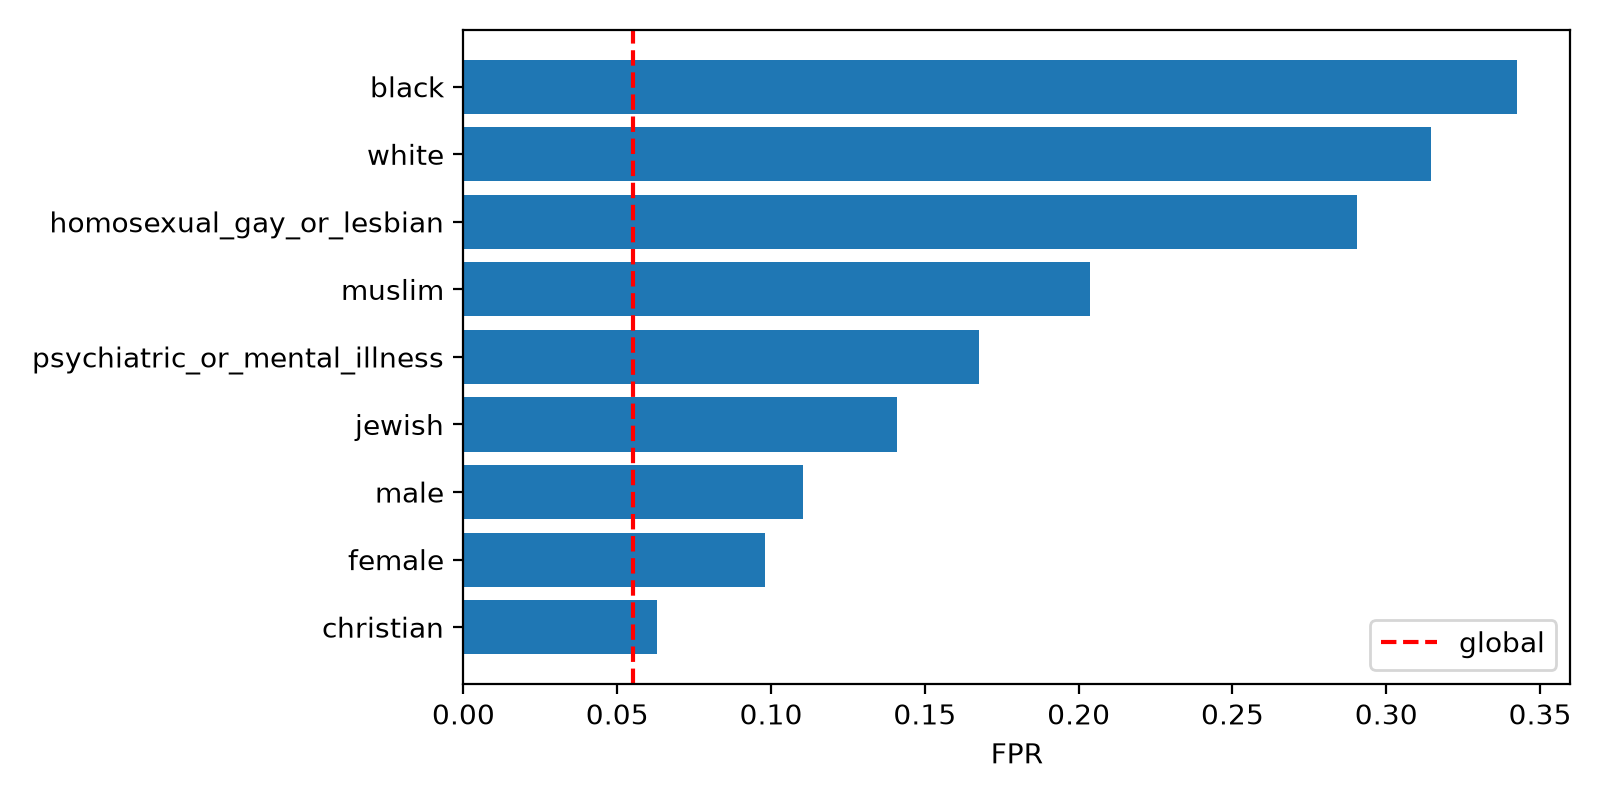 black
white
homosexual_gay_or_lesbian
muslim
psychiatric_or_mental_illness
jewish
male
female
christian
global
0.00 0.05 0.10 0.15 0.20 0.25 0.30 0.35
FPR